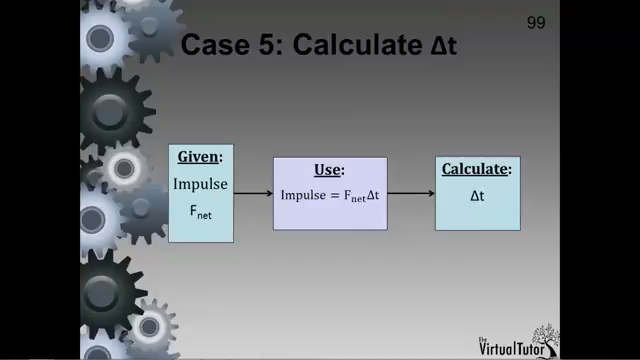 99
Case 5: Calculate Δt
Given:
Impulse
Fnet
Use:
Impulse = FnetΔt
Calculate:
Δt
The
VirtualTutor